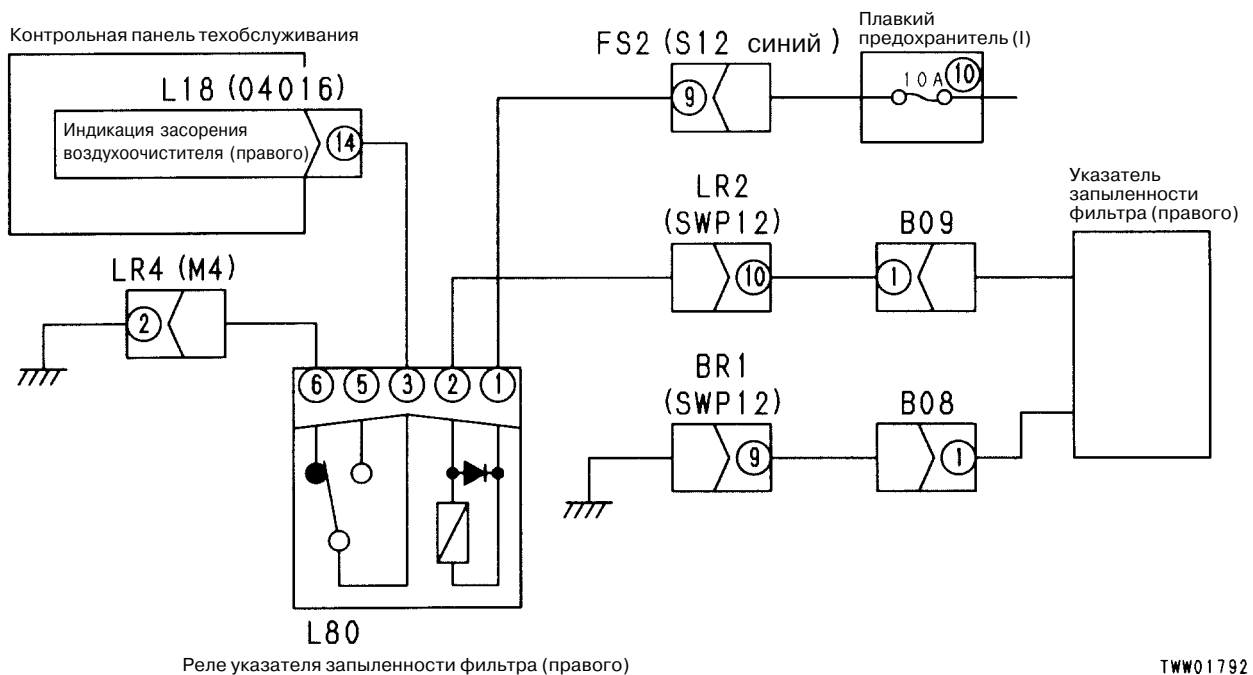 Контрольная панель техобслуживания
L18 (04016)
Индикация засорения
воздухоочистителя (правого)
14
FS2 (S12 синий )
9
Плавкий
предохранитель (I)
10A
10
LR2
(SWP12)
10
B09
1
Указатель
запыленности
фильтра (правого)
LR4 (M4)
2
BR1
(SWP12)
9
B08
1
6 5 3 2 1
L80
Реле указателя запыленности фильтра (правого)
TWW01792